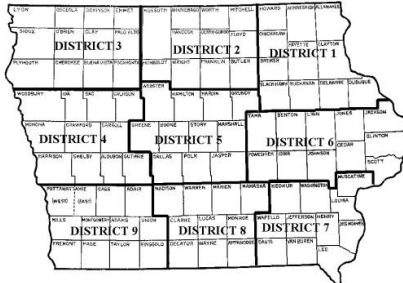 LYON OSCEOLA DICKINSON EMMET KOSSUTH WINNEBAGO WORTH MITCHELL HOWARD WINNESHIEK ALLAMAKEE
SIOUX O'BRIEN CLAY PALO ALTO HANCOCK CERRO GORDO FLOYD CHICKASAW
DISTRICT 3 DISTRICT 2 DISTRICT 1
FAYETTE CLAYTON
PLYMOUTH CHEROKEE BUENA VISTA POCAHONTAS HUMBOLDT WRIGHT FRANKLIN BUTLER BREMER
WOODBURY IDA SAC CALHOUN WEBSTER HAMILTON HARDIN GRUNDY BLACK HAWK BUCHANAN DELAWARE DUBUQUE
MONONA CRAWFORD CARROLL GREENE BOONE STORY MARSHALL TAMA BENTON LINN JONES JACKSON
DISTRICT 4 DISTRICT 5 DISTRICT 6
CLINTON
CEDAR
HARRISON SHELBY AUDUBON GUTHRIE DALLAS POLK JASPER POWESHIEK IOWA JOHNSON SCOTT
MUSCATINE
POTTAWATTAMIE CASS ADAIR MADISON WARREN MARION MAHASKA KEOKUK WASHINGTON
(WEST) (EAST)
LOUISA
MILLS MONTGOMERY ADAMS UNION CLARKE LUCAS MONROE WAPELLO JEFFERSON HENRY
DES MOINES
DISTRICT 9 DISTRICT 8 DISTRICT 7
FREMONT PAGE TAYLOR RINGGOLD DECATUR WAYNE APPANOOSE DAVIS VAN BUREN
LEE